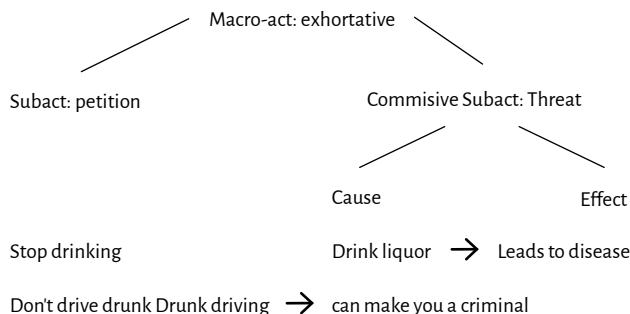 Macro-act: exhortative
Subact: petition
Commisive Subact: Threat
Cause
Effect
Stop drinking
Drink liquor → Leads to disease
Don't drive drunk Drunk driving → can make you a criminal